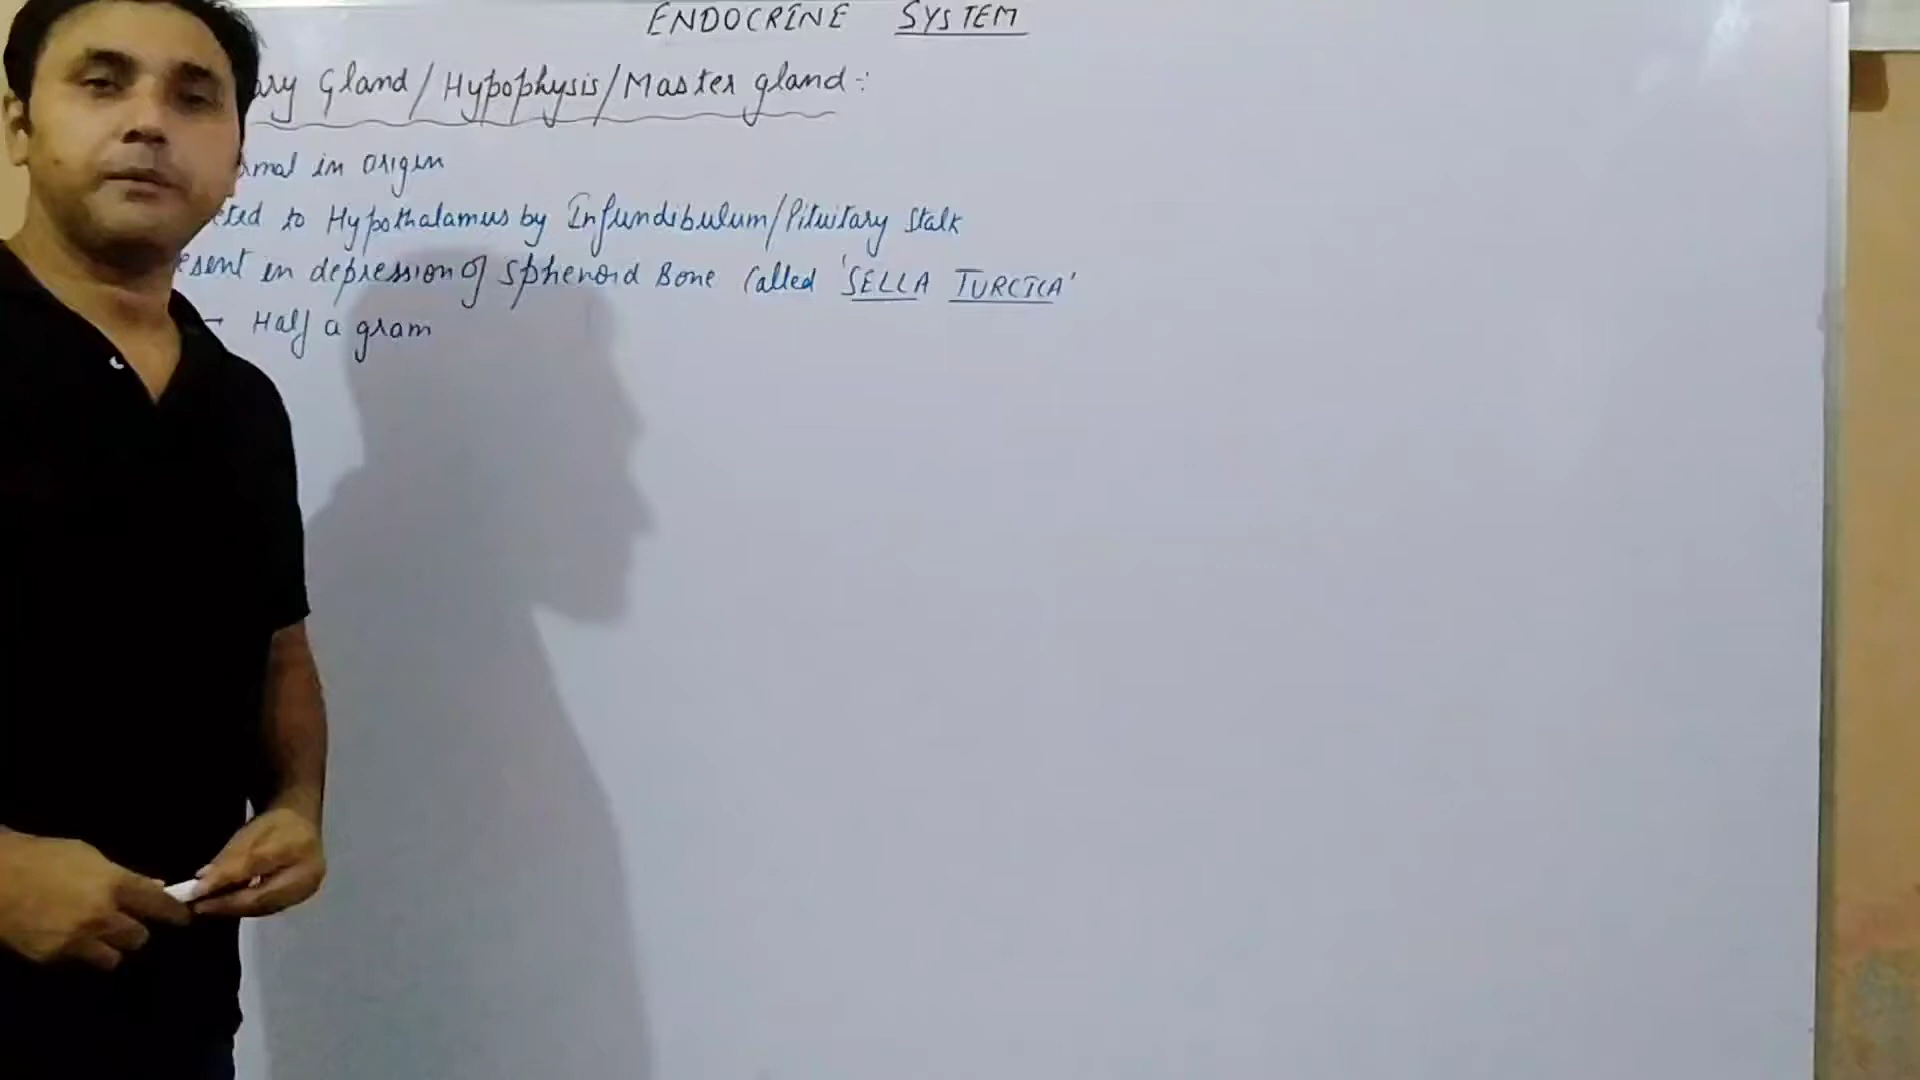 ENDOCRINE SYSTEM
ary Gland/Hypophysis/Master gland:
mal in origin
cted to Hypothalamus by Infundibulum/Pituitary Stalk
esent in depression of Sphenoid Bone Called 'SELLA TURCICA'
→ Half a gram